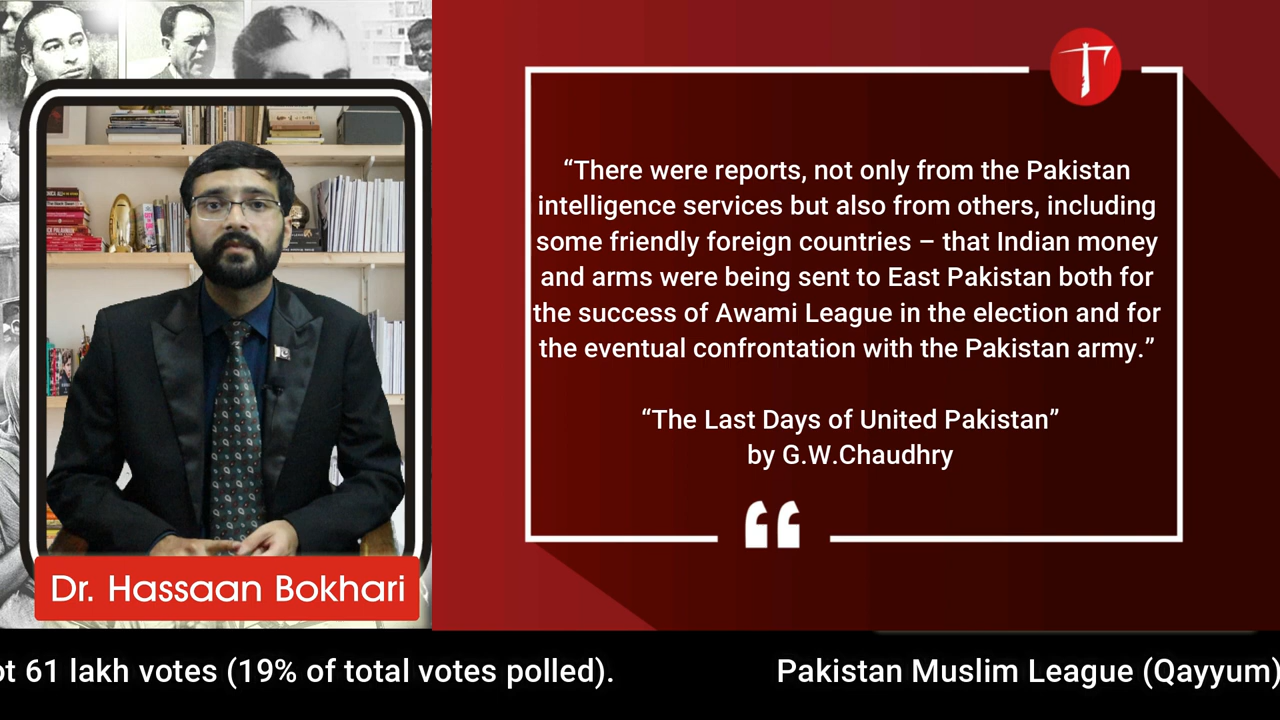 “There were reports, not only from the Pakistan
intelligence services but also from others, including
some friendly foreign countries – that Indian money
and arms were being sent to East Pakistan both for
the success of Awami League in the election and for
the eventual confrontation with the Pakistan army.”
“The Last Days of United Pakistan”
by G.W.Chaudhry
Dr. Hassaan Bokhari
61 lakh votes (19% of total votes polled). Pakistan Muslim League (Qayyum)